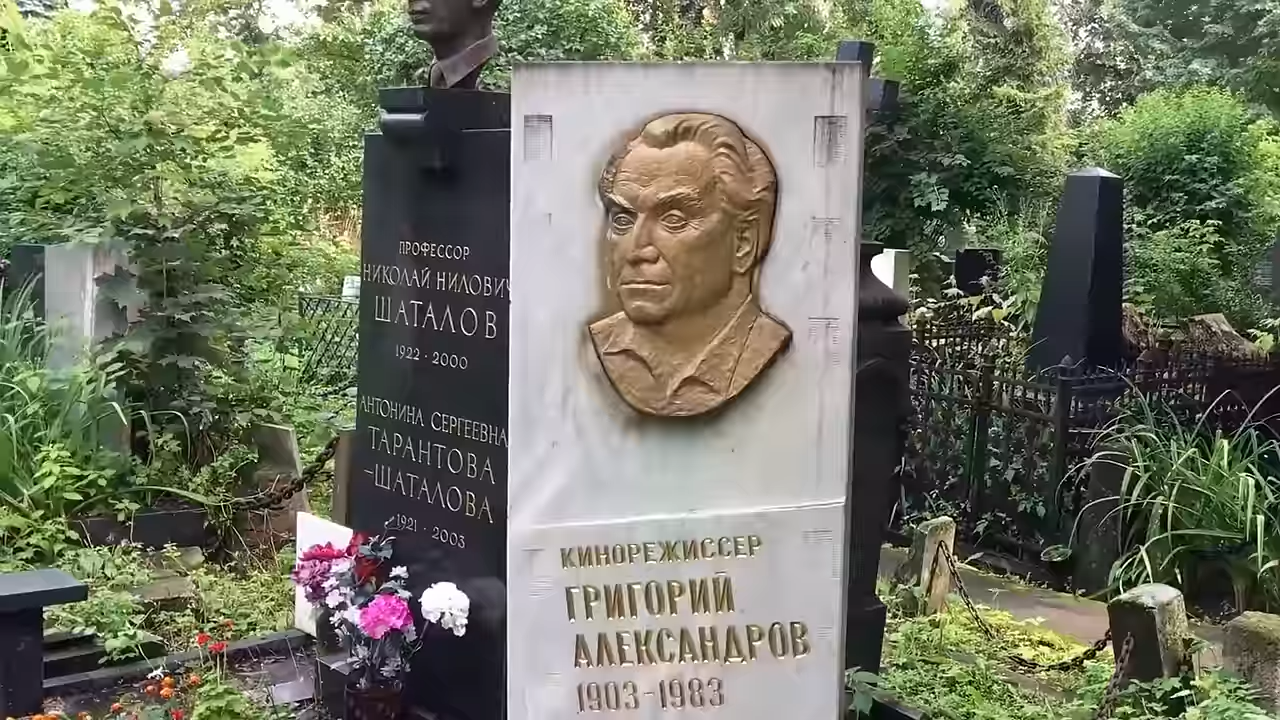 ПРОФЕССОР
НИКОЛАЙ НИЛОВИЧ
ШАТАЛОВ
1922 · 2000
АНТОНИНА СЕРГЕЕВНА
ТАРАНТОВА
-ШАТАЛОВА
1921 · 2003
КИНОРЕЖИССЕР
ГРИГОРИЙ
АЛЕКСАНДРОВ
1903-1983